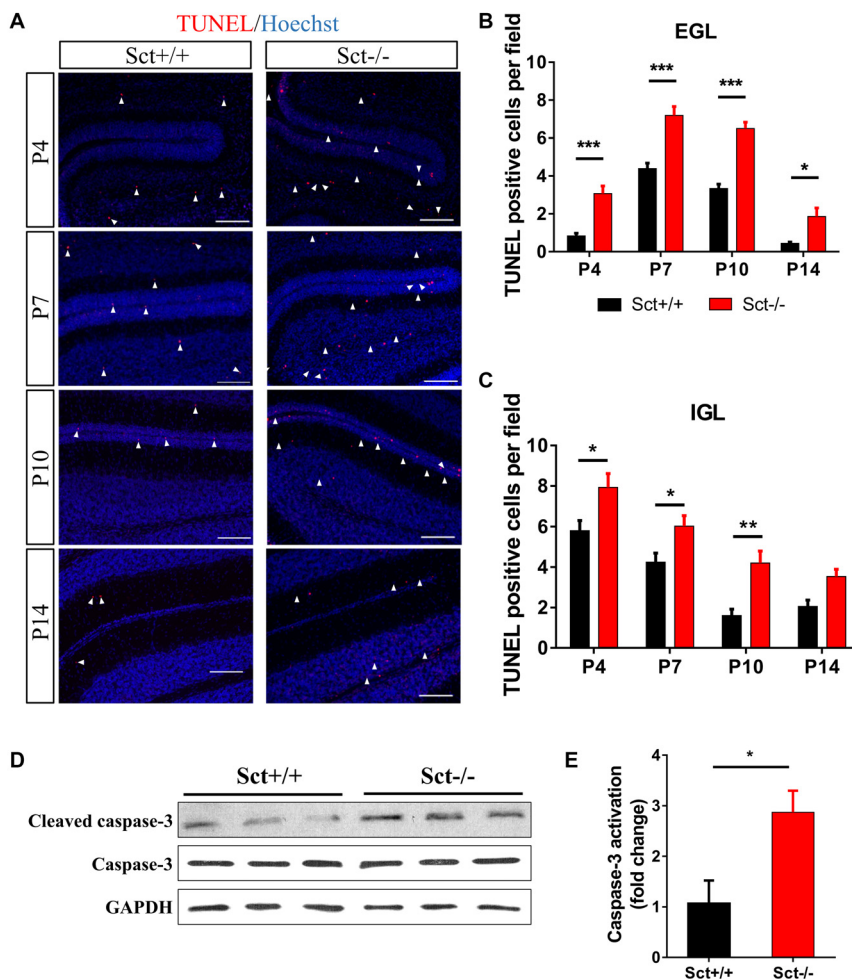 A
TUNEL/Hoechst
Sct+/+ Sct-/-
P4
P7
P10
P14
B
EGL
TUNEL positive cells per field
10
8
6
4
2
0
*** *** *** *
P4 P7 P10 P14
Sct+/+ Sct-/-
C
IGL
TUNEL positive cells per field
10
8
6
4
2
0
* * **
P4 P7 P10 P14
D
Sct+/+ Sct-/-
Cleaved caspase-3
Caspase-3
GAPDH
E
Caspase-3 activation
(fold change)
4
3
2
1
0
*
Sct+/+ Sct-/-